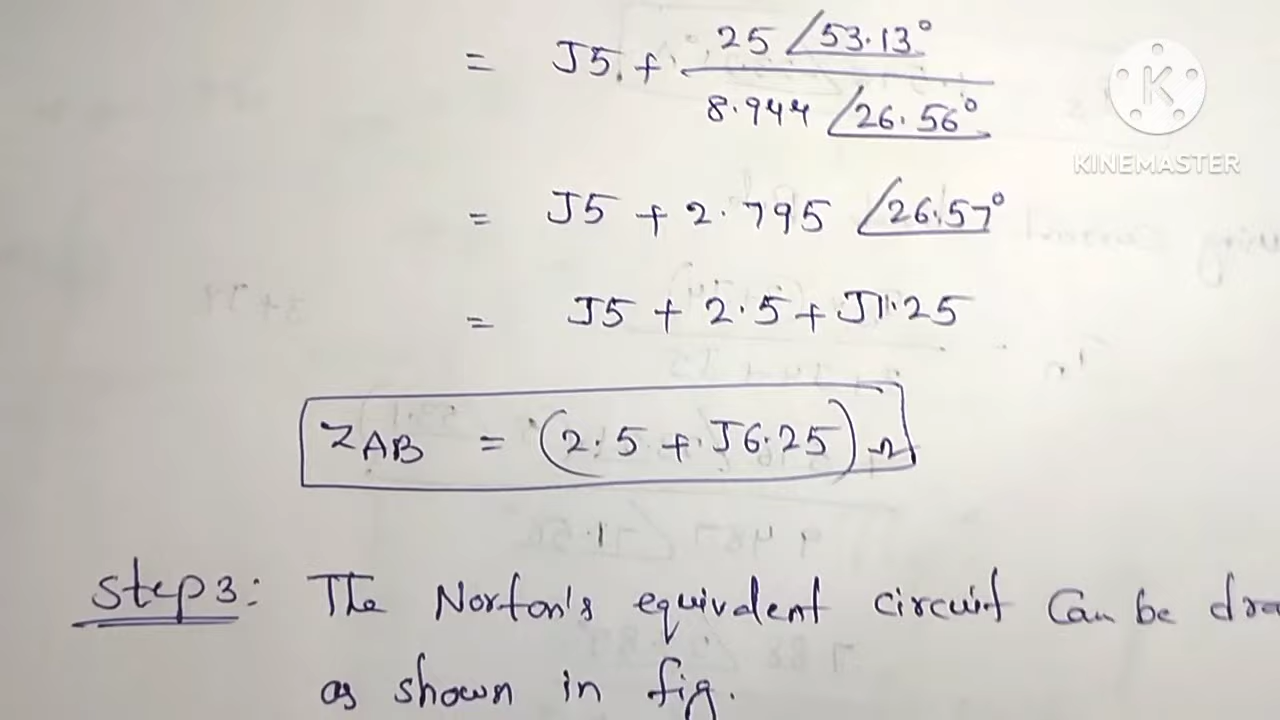 = J5 + 25 ∠53.13° / 8.944 ∠26.56°
K
KINEMASTER
= J5 + 2.795 ∠26.57°
= J5 + 2.5 + J1.25
ZAB = (2.5 + J6.25) Ω
Step 3: The Norton's equivalent circuit Can be dra
as shown in fig.